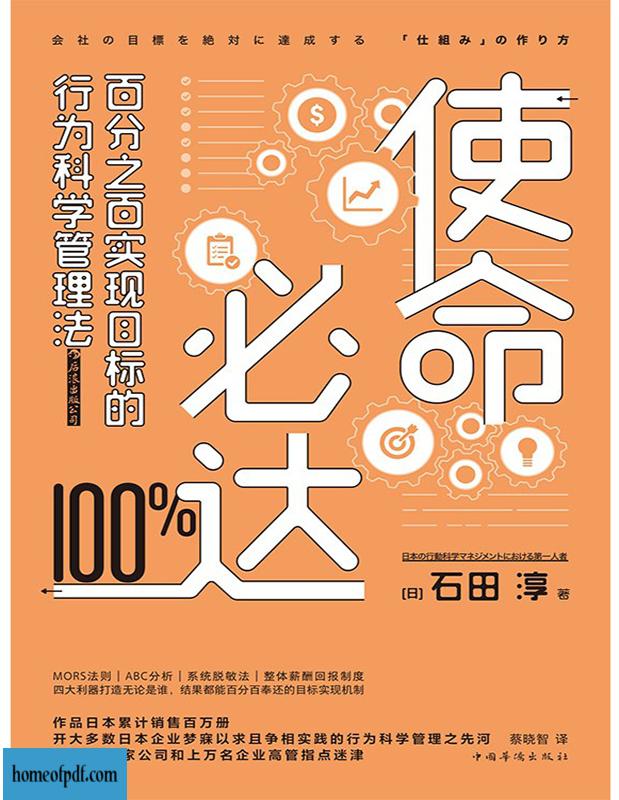 会社の目標を絶対に達成する 「仕組み」の作り方
使命
必达
100%
百分之百实现目标的
行为科学管理法
后浪出版公司
$
日本の行動科学マネジメントにおける第一人者
[日] 石田 淳 著
MORS法则｜ABC分析｜系统脱敏法｜整体薪酬回报制度
四大利器打造无论是谁，结果都能百分百奉还的目标实现机制
作品日本累计销售百万册
开大多数日本企业梦寐以求且争相实践的行为科学管理之先河
家公司和上万名企业高管指点迷津
蔡晓智 译
中国华侨出版社
homeofpdf.com